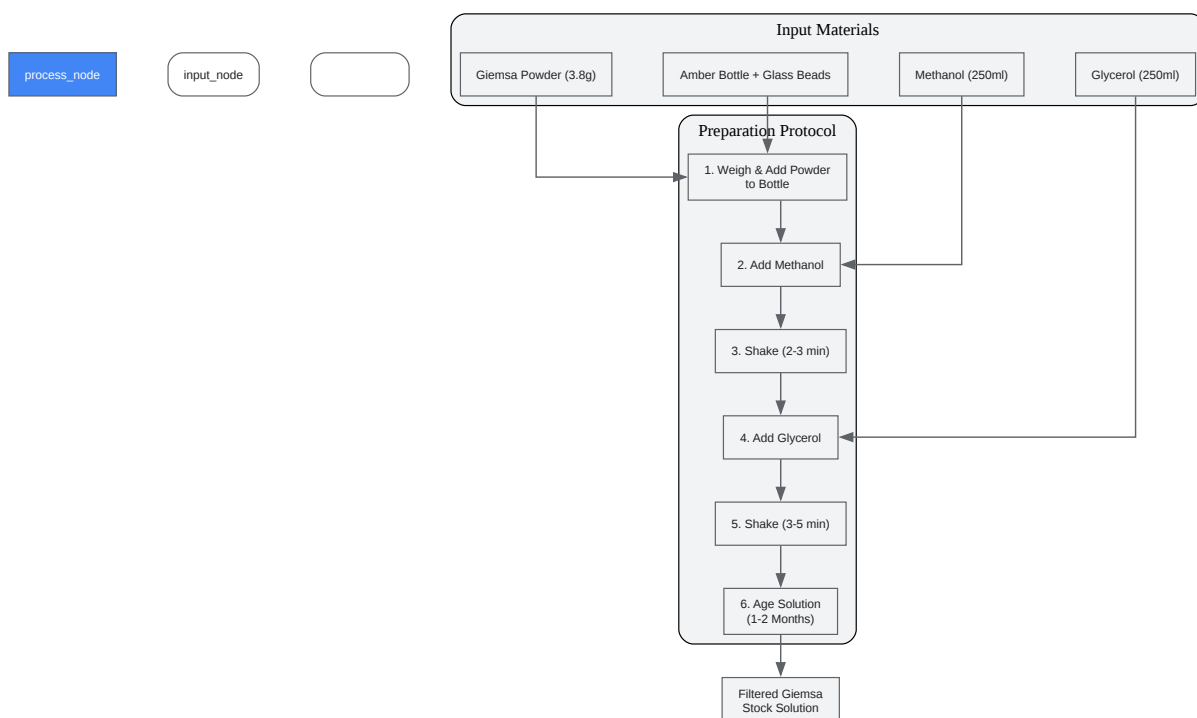 Input Materials
process_node
input_node
Giemsa Powder (3.8g)
Amber Bottle + Glass Beads
Methanol (250ml)
Glycerol (250ml)
Preparation Protocol
1. Weigh & Add Powder
to Bottle
2. Add Methanol
3. Shake (2-3 min)
4. Add Glycerol
5. Shake (3-5 min)
6. Age Solution
(1-2 Months)
Filtered Giemsa
Stock Solution